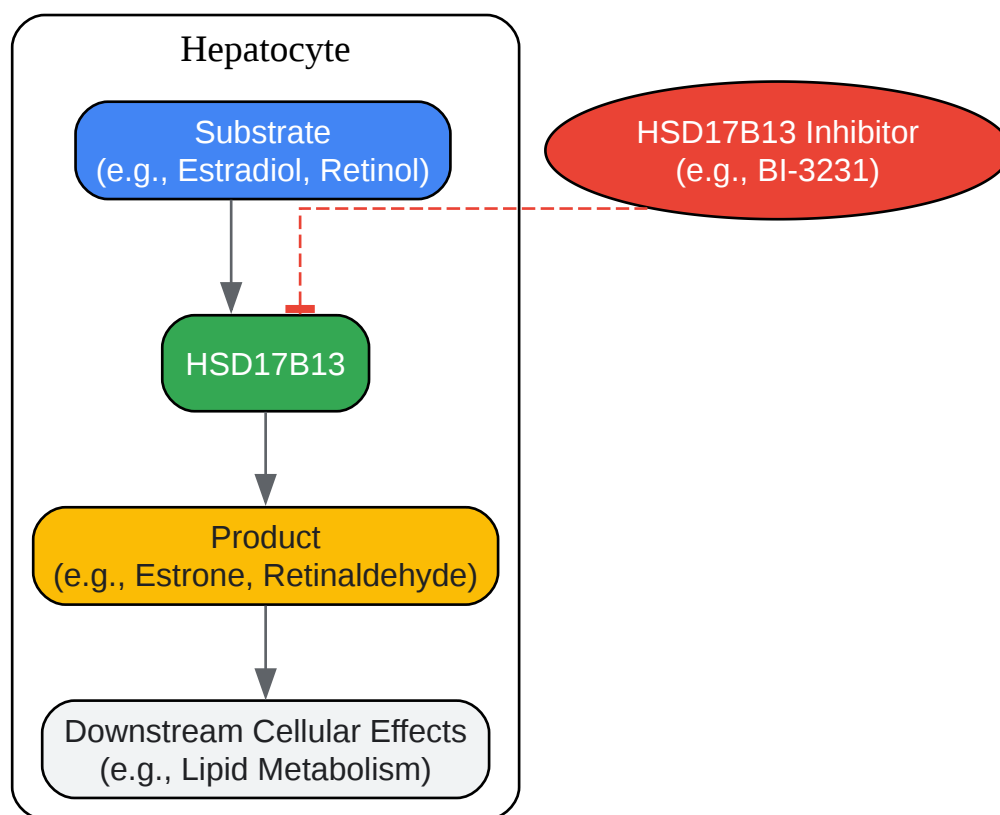 Hepatocyte
Substrate
(e.g., Estradiol, Retinol)
HSD17B13 Inhibitor
(e.g., BI-3231)
HSD17B13
Product
(e.g., Estrone, Retinaldehyde)
Downstream Cellular Effects
(e.g., Lipid Metabolism)